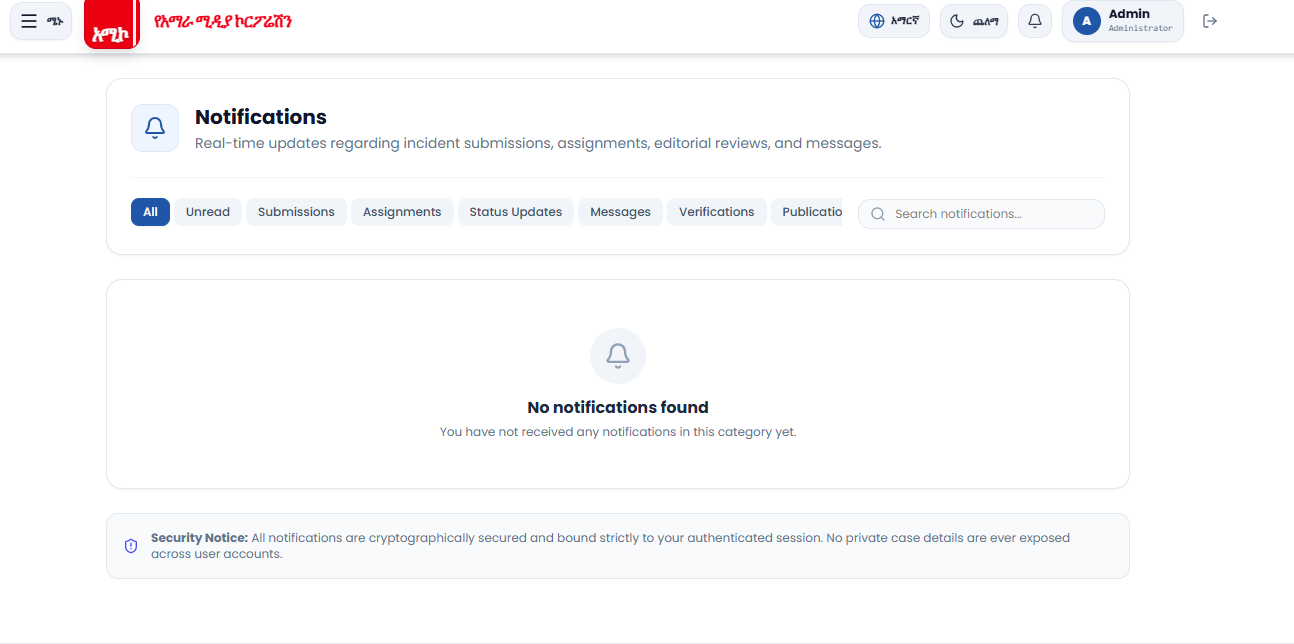 ሜኑ
አሚኮ
የአማራ ሚዲያ ኮርፖሬሽን
አማርኛ
ጨለማ
A
Admin
Administrator
Notifications
Real-time updates regarding incident submissions, assignments, editorial reviews, and messages.
All
Unread
Submissions
Assignments
Status Updates
Messages
Verifications
Publicatio
Search notifications...
No notifications found
You have not received any notifications in this category yet.
Security Notice: All notifications are cryptographically secured and bound strictly to your authenticated session. No private case details are ever exposed
across user accounts.